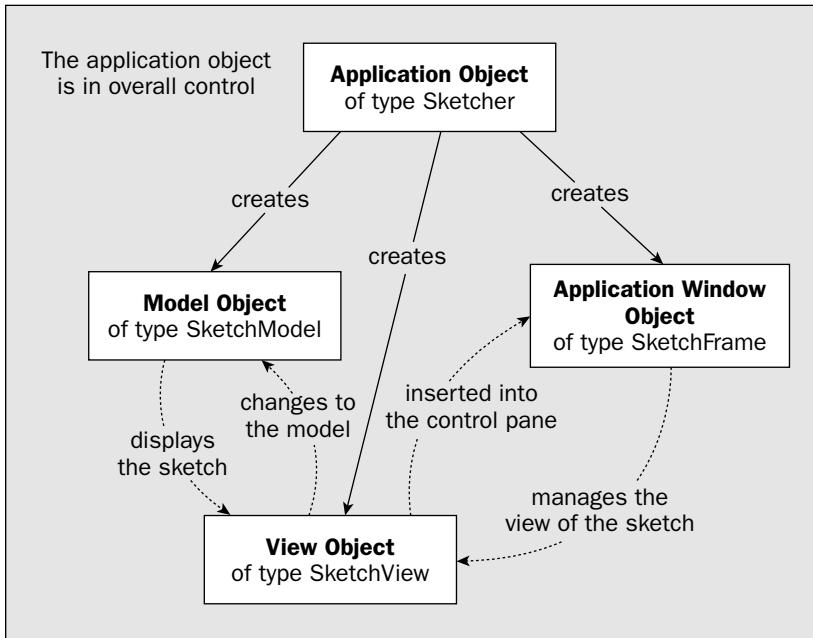 The application object
is in overall control
Application Object
of type Sketcher
creates
creates
creates
Model Object
of type SketchModel
Application Window
Object
of type SketchFrame
changes to
the model
inserted into
the control pane
displays
the sketch
manages the
view of the sketch
View Object
of type SketchView